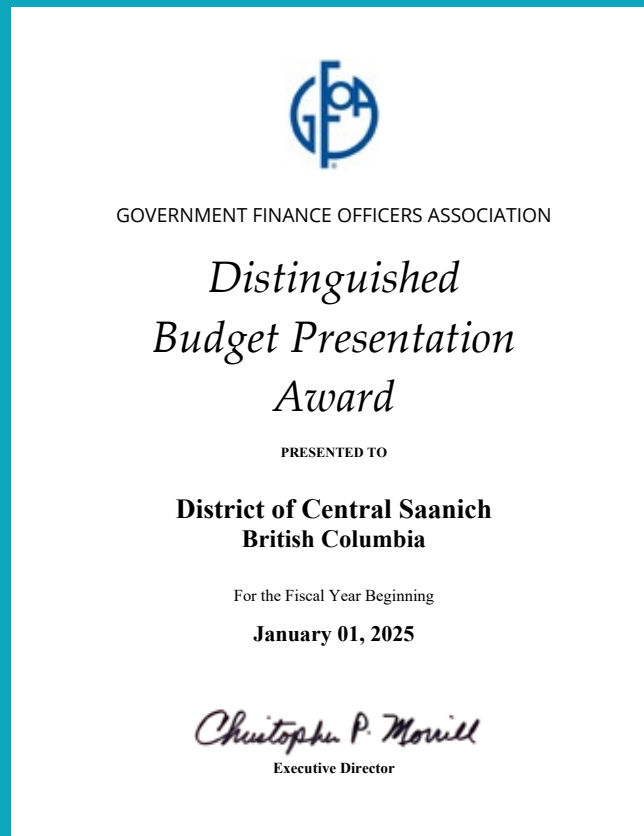 GFOA
GOVERNMENT FINANCE OFFICERS ASSOCIATION
Distinguished
Budget Presentation
Award
PRESENTED TO
District of Central Saanich
British Columbia
For the Fiscal Year Beginning
January 01, 2025
Christopher P. Morrill
Executive Director